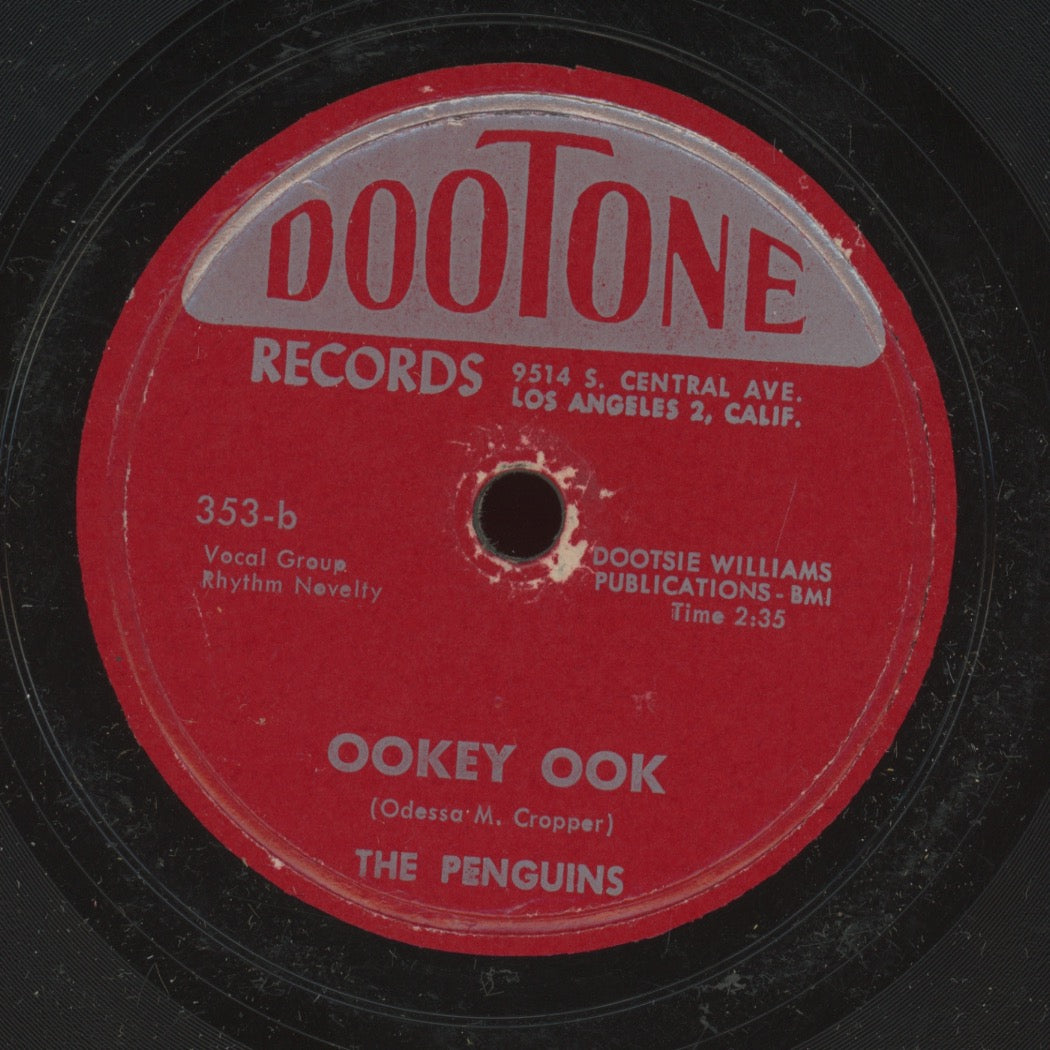 DOOTONE
RECORDS
9514 S. CENTRAL AVE.
LOS ANGELES 2, CALIF.
353-b
Vocal Group
Rhythm Novelty
DOOTSIE WILLIAMS
PUBLICATIONS - BMI
Time 2:35
OOKEY OOK
(Odessa M. Cropper)
THE PENGUINS